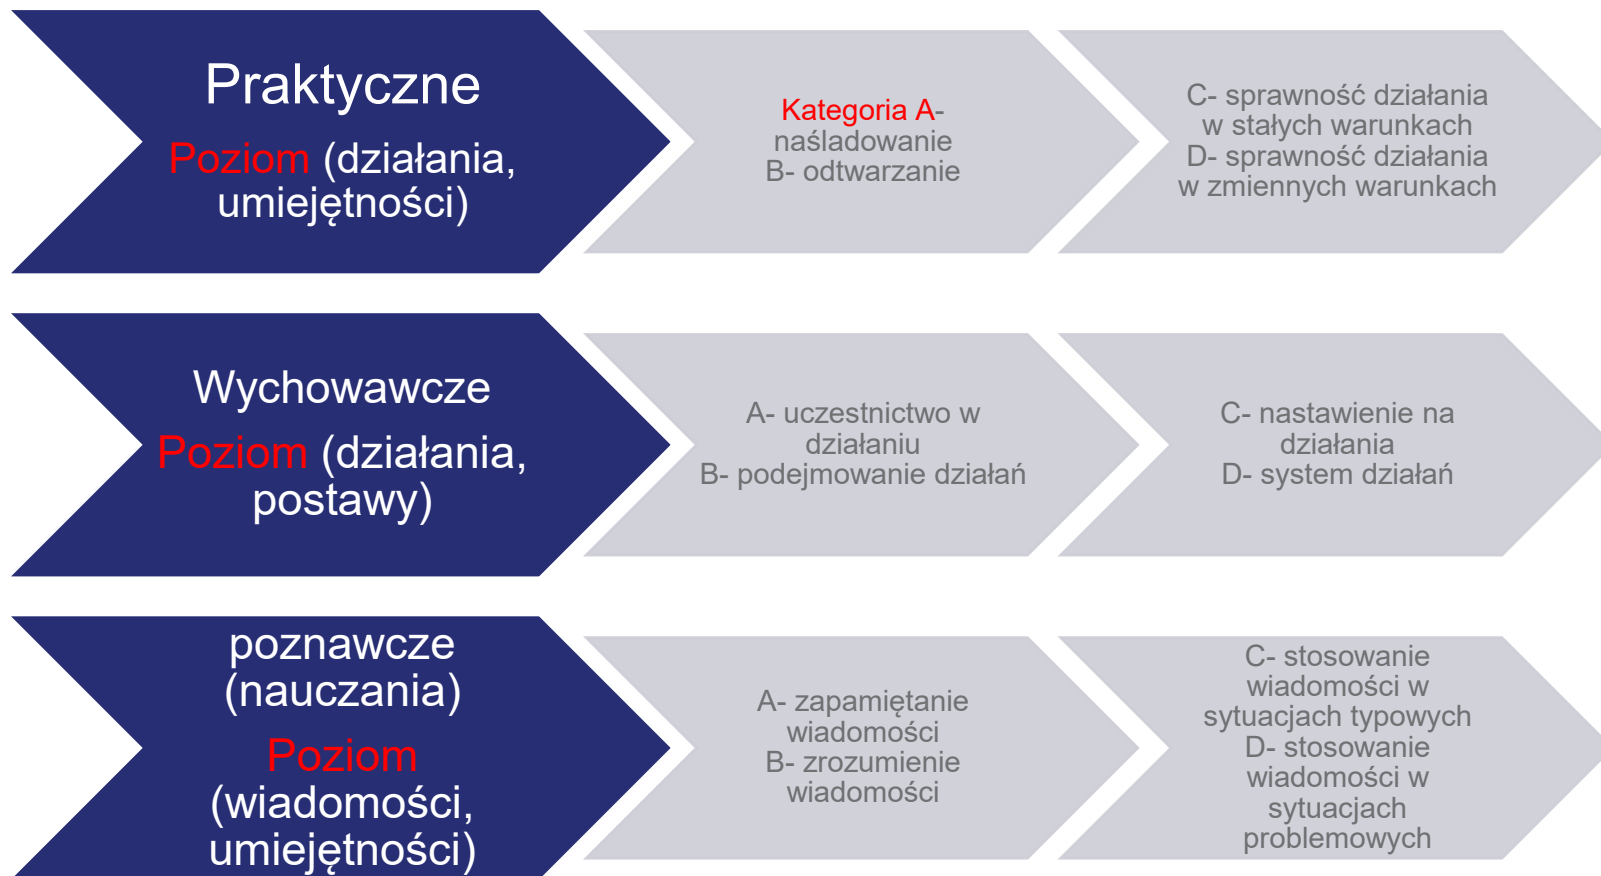 Praktyczne
Poziom (działania,
umiejętności)
Kategoria A-
naśladowanie
B- odtwarzanie
C- sprawność działania
w stałych warunkach
D- sprawność działania
w zmiennych warunkach
Wychowawcze
Poziom (działania,
postawy)
A- uczestnictwo w
działaniu
B- podejmowanie działań
C- nastawienie na
działania
D- system działań
poznawcze
(nauczania)
Poziom
(wiadomości,
umiejętności)
A- zapamiętanie
wiadomości
B- zrozumienie
wiadomości
C- stosowanie
wiadomości w
sytuacjach typowych
D- stosowanie
wiadomości w
sytuacjach
problemowych